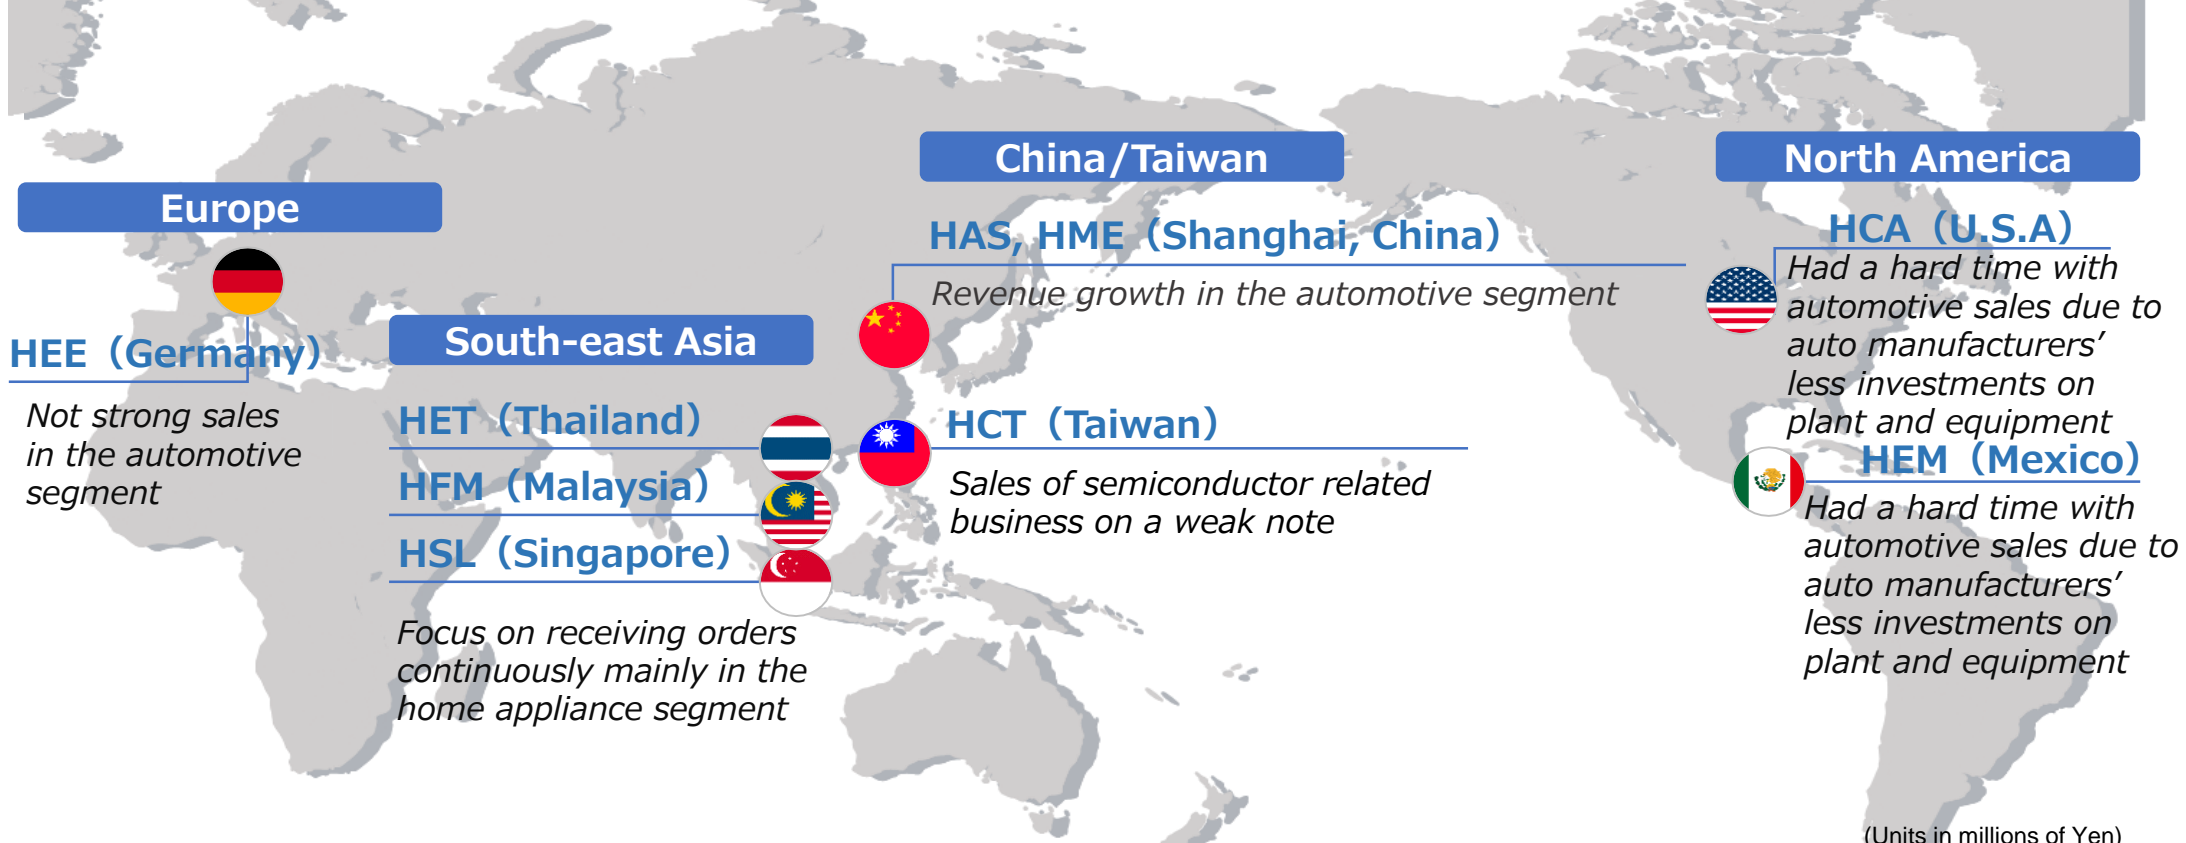 Europe
HEE（Germany）
Not strong sales
in the automotive
segment
South-east Asia
HET（Thailand）
HFM（Malaysia）
HSL（Singapore）
Focus on receiving orders
continuously mainly in the
home appliance segment
China/Taiwan
HAS, HME（Shanghai, China）
Revenue growth in the automotive segment
HCT（Taiwan）
Sales of semiconductor related
business on a weak note
North America
HCA（U.S.A）
Had a hard time with
automotive sales due to
auto manufacturers’
less investments on
plant and equipment
HEM（Mexico）
Had a hard time with
automotive sales due to
auto manufacturers’
less investments on
plant and equipment
(Units in millions of Yen)